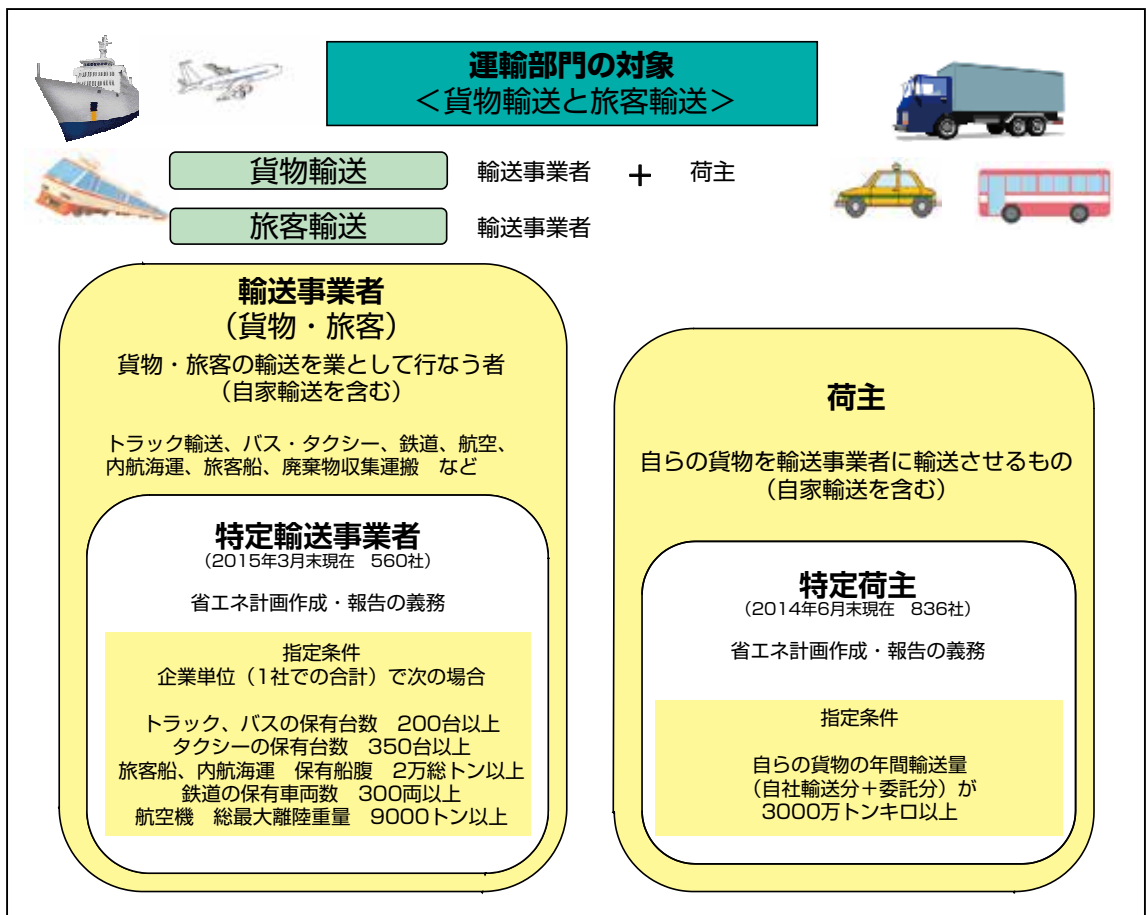 運輸部門の対象
＜貨物輸送と旅客輸送＞
貨物輸送　輸送事業者　＋　荷主
旅客輸送　輸送事業者
輸送事業者
（貨物・旅客）
貨物・旅客の輸送を業として行なう者
（自家輸送を含む）
トラック輸送、バス・タクシー、鉄道、航空、
内航海運、旅客船、廃棄物収集運搬　など
特定輸送事業者
（2015年3月末現在　560社）
省エネ計画作成・報告の義務
指定条件
企業単位（1社での合計）で次の場合
トラック、バスの保有台数　200台以上
タクシーの保有台数　350台以上
旅客船、内航海運　保有船腹　2万総トン以上
鉄道の保有車両数　300両以上
航空機　総最大離陸重量　9000トン以上
荷主
自らの貨物を輸送事業者に輸送させるもの
（自家輸送を含む）
特定荷主
（2014年6月末現在　836社）
省エネ計画作成・報告の義務
指定条件
自らの貨物の年間輸送量
（自社輸送分＋委託分）が
3000万トンキロ以上